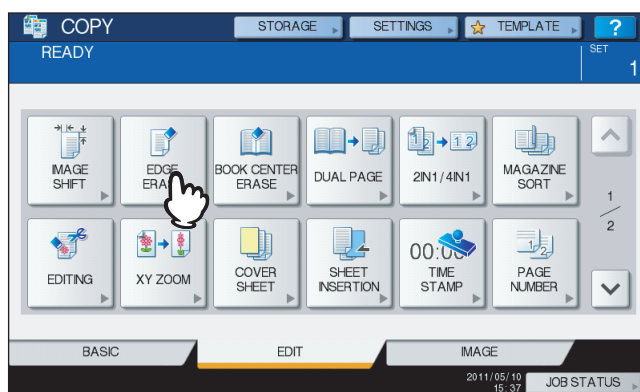 COPY
STORAGE
SETTINGS
TEMPLATE
?
READY
SET
1
IMAGE
SHIFT
EDGE
ERA
BOOK CENTER
ERASE
DUAL PAGE
2IN1 / 4IN1
MAGAZINE
SORT
1
2
EDITING
XY ZOOM
COVER
SHEET
SHEET
INSERTION
00:00
TIME
STAMP
PAGE
NUMBER
BASIC
EDIT
IMAGE
2011/05/10
15:37
JOB STATUS